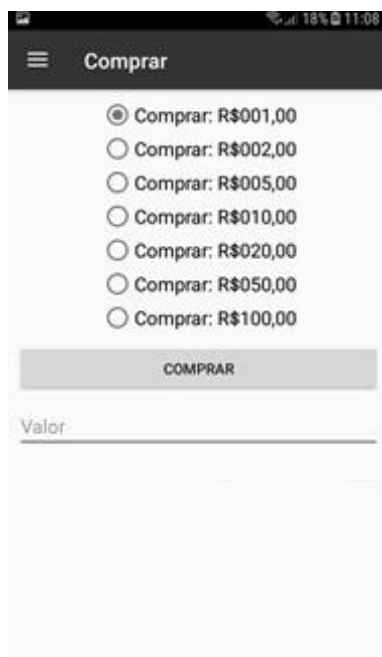 18% 11:08
Comprar
Comprar: R$001,00
Comprar: R$002,00
Comprar: R$005,00
Comprar: R$010,00
Comprar: R$020,00
Comprar: R$050,00
Comprar: R$100,00
COMPRAR
Valor